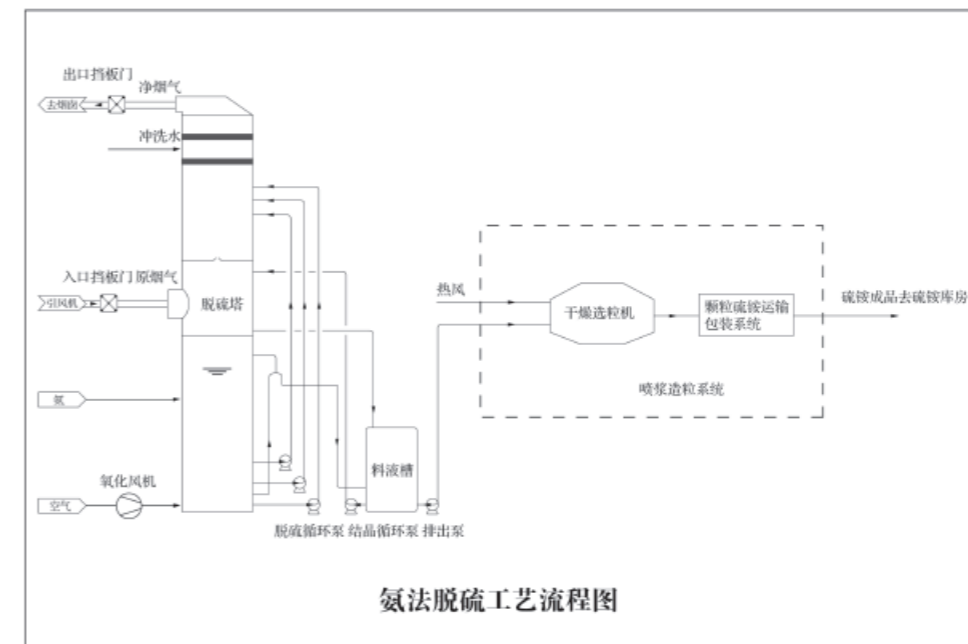 出口挡板门
净烟气
去烟囱
冲洗水
入口挡板门 原烟气
引风机
脱硫塔
热风
干燥选粒机
颗粒硫铵运输
包装系统
硫铵成品去硫铵库房
喷浆造粒系统
氨
料液槽
氧化风机
空气
脱硫循环泵 结晶循环泵 排出泵
氨法脱硫工艺流程图